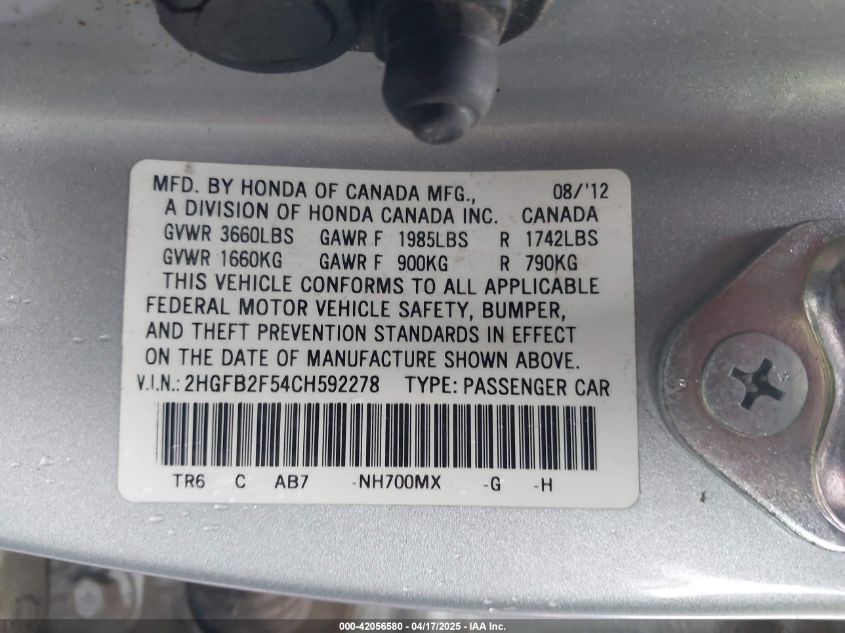 MFD. BY HONDA OF CANADA MFG., 08/'12
A DIVISION OF HONDA CANADA INC. CANADA
GVWR 3660LBS GAWR F 1985LBS R 1742LBS
GVWR 1660KG GAWR F 900KG R 790KG
THIS VEHICLE CONFORMS TO ALL APPLICABLE
FEDERAL MOTOR VEHICLE SAFETY, BUMPER,
AND THEFT PREVENTION STANDARDS IN EFFECT
ON THE DATE OF MANUFACTURE SHOWN ABOVE.
V.I.N.: 2HGFB2F54CH592278 TYPE: PASSENGER CAR
TR6 C AB7 -NH700MX -G -H
000-42056580 - 04/17/2025 - IAA Inc.